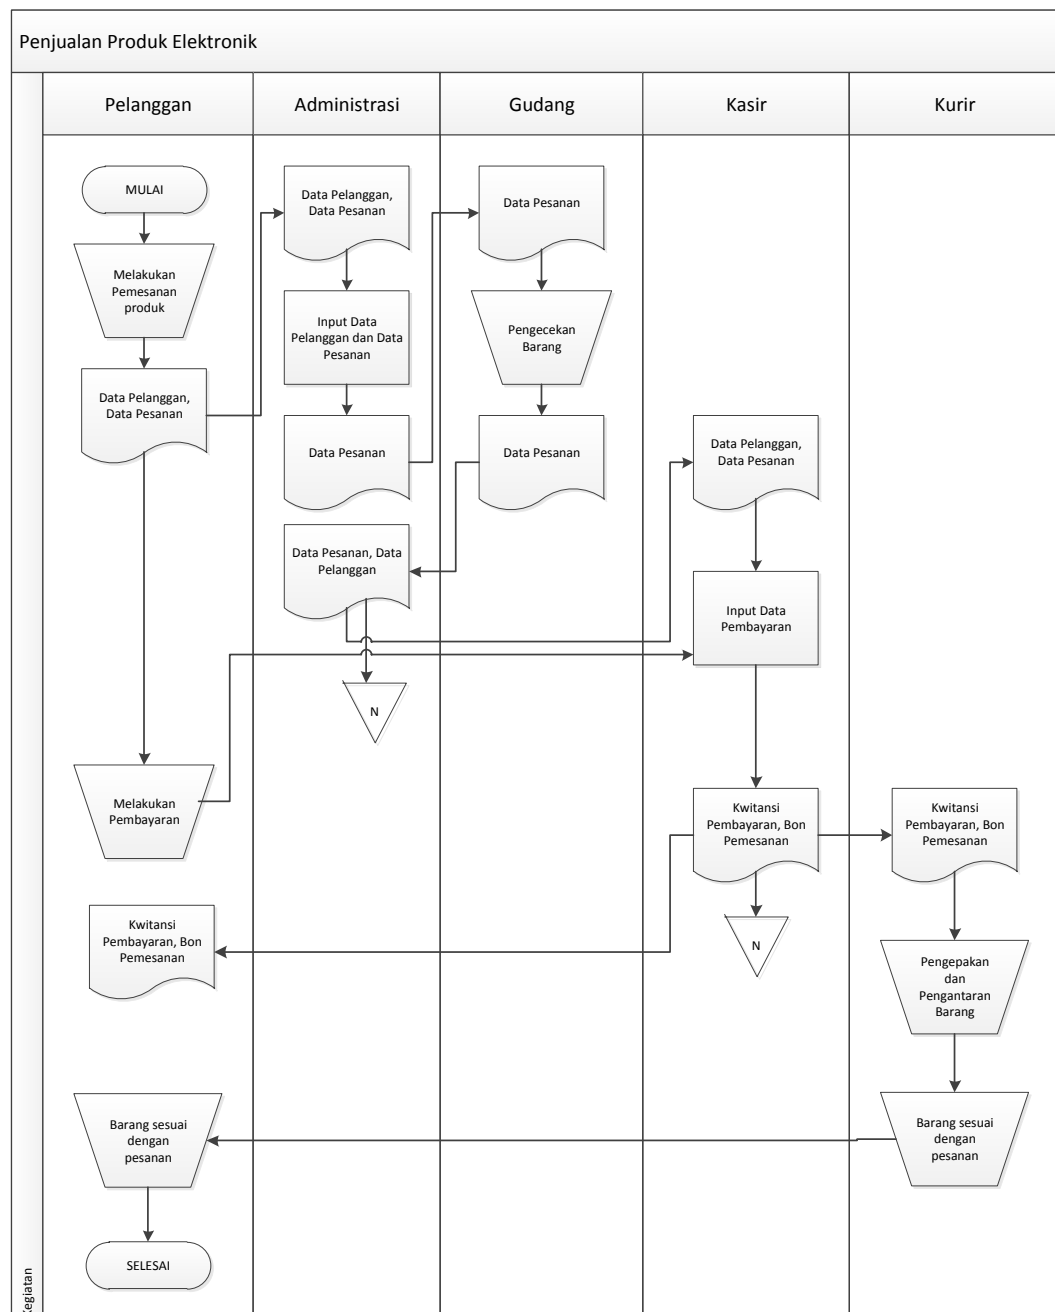 Penjualan Produk Elektronik
Pelanggan
Administrasi
Gudang
Kasir
Kurir
MULAI
Melakukan
Pemesanan
produk
Data Pelanggan,
Data Pesanan
Melakukan
Pembayaran
Kwitansi
Pembayaran, Bon
Pemesanan
Barang sesuai
dengan
pesanan
SELESAI
Data Pelanggan,
Data Pesanan
Input Data
Pelanggan dan Data
Pesanan
Data Pesanan
Data Pesanan, Data
Pelanggan
N
Data Pesanan
Pengecekan
Barang
Data Pesanan
Data Pelanggan,
Data Pesanan
Input Data
Pembayaran
Kwitansi
Pembayaran, Bon
Pemesanan
N
Kwitansi
Pembayaran, Bon
Pemesanan
Pengepakan
dan
Pengantaran
Barang
Barang sesuai
dengan
pesanan